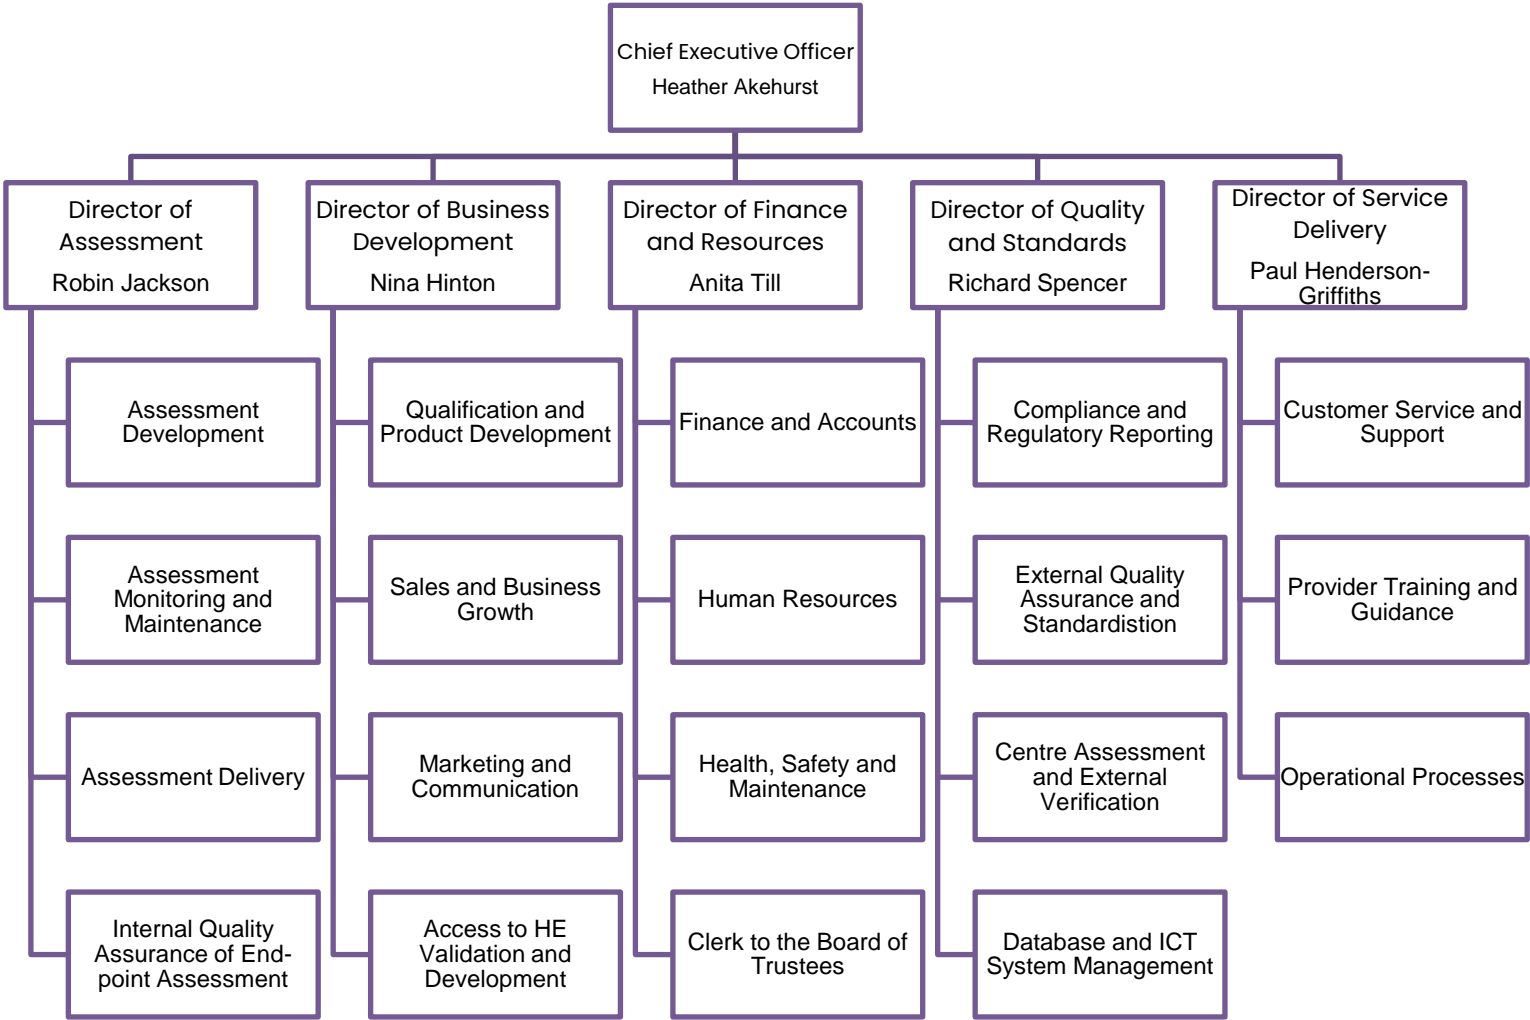 Chief Executive Officer
Heather Akehurst
Director of
Assessment
Robin Jackson
Director of Business
Development
Nina Hinton
Director of Finance
and Resources
Anita Till
Director of Quality
and Standards
Richard Spencer
Director of Service
Delivery
Paul Henderson-
Griffiths
Assessment
Development
Assessment
Monitoring and
Maintenance
Assessment Delivery
Internal Quality
Assurance of End-
point Assessment
Qualification and
Product Development
Sales and Business
Growth
Marketing and
Communication
Access to HE
Validation and
Development
Finance and Accounts
Human Resources
Health, Safety and
Maintenance
Clerk to the Board of
Trustees
Compliance and
Regulatory Reporting
External Quality
Assurance and
Standardistion
Centre Assessment
and External
Verification
Database and ICT
System Management
Customer Service and
Support
Provider Training and
Guidance
Operational Processes